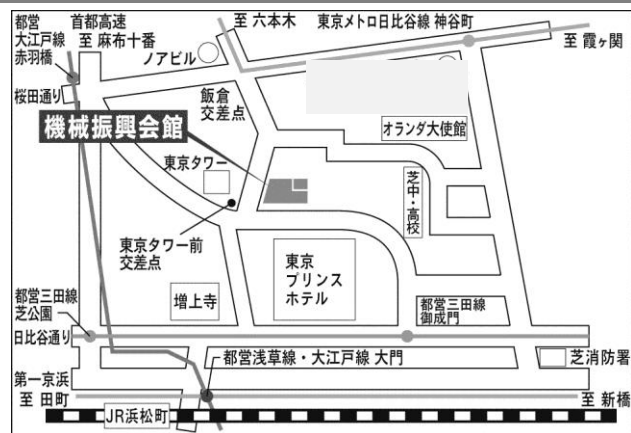 都営
大江戸線
赤羽橋
首都高速
至 麻布十番
至 六本木
東京メトロ日比谷線 神谷町
至 霞ヶ関
ノアビル
桜田通り
飯倉
交差点
オランダ大使館
機械振興会館
東京タワー
芝中・高校
東京タワー前
交差点
東京
プリンス
ホテル
増上寺
都営三田線
芝公園
都営三田線
御成門
日比谷通り
都営浅草線・大江戸線 大門
芝消防署
第一京浜
至 田町
至 新橋
JR浜松町